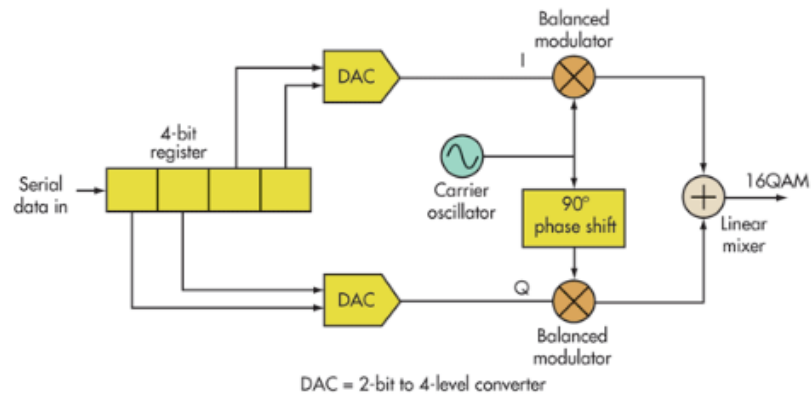 Balanced
modulator
DAC
I
4-bit
register
Serial
data in
Carrier
oscillator
90°
phase shift
16QAM
Linear
mixer
DAC
Q
Balanced
modulator
DAC = 2-bit to 4-level converter